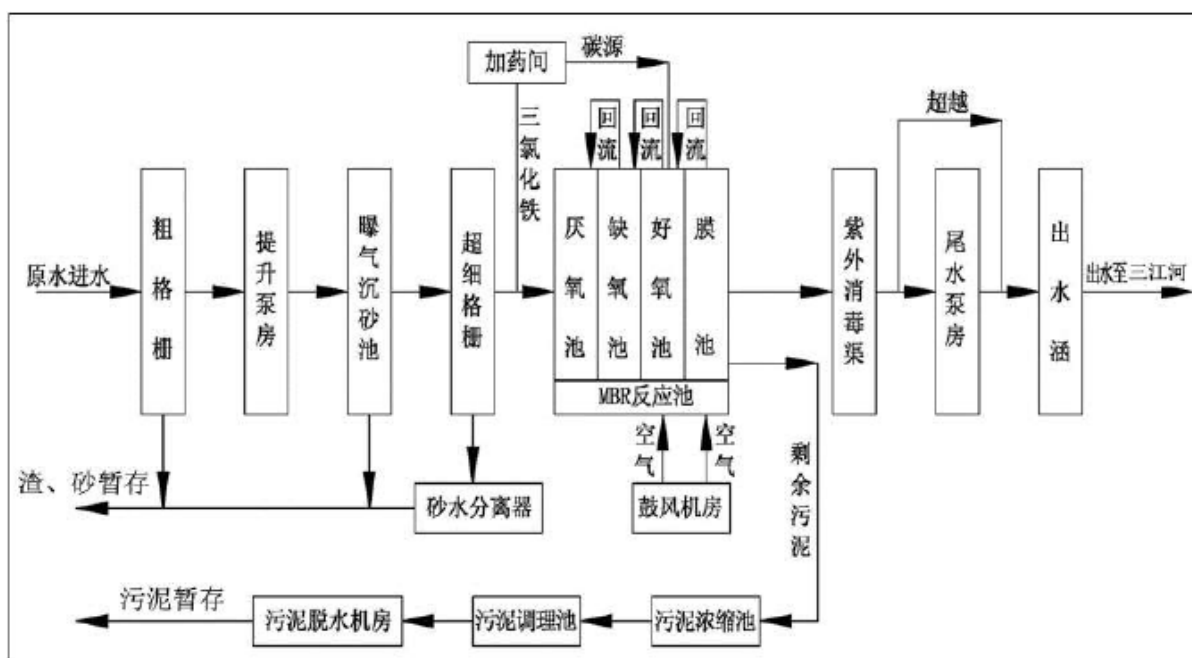 加药间
碳源
三氯化铁
回流
回流
回流
超越
原水进水
粗格栅
提升泵房
曝气沉砂池
超细格栅
厌氧池
缺氧池
好氧池
膜池
MBR反应池
紫外消毒渠
尾水泵房
出水涵
出水至三江河
空气
空气
剩余污泥
渣、砂暂存
砂水分离器
鼓风机房
污泥暂存
污泥脱水机房
污泥调理池
污泥浓缩池